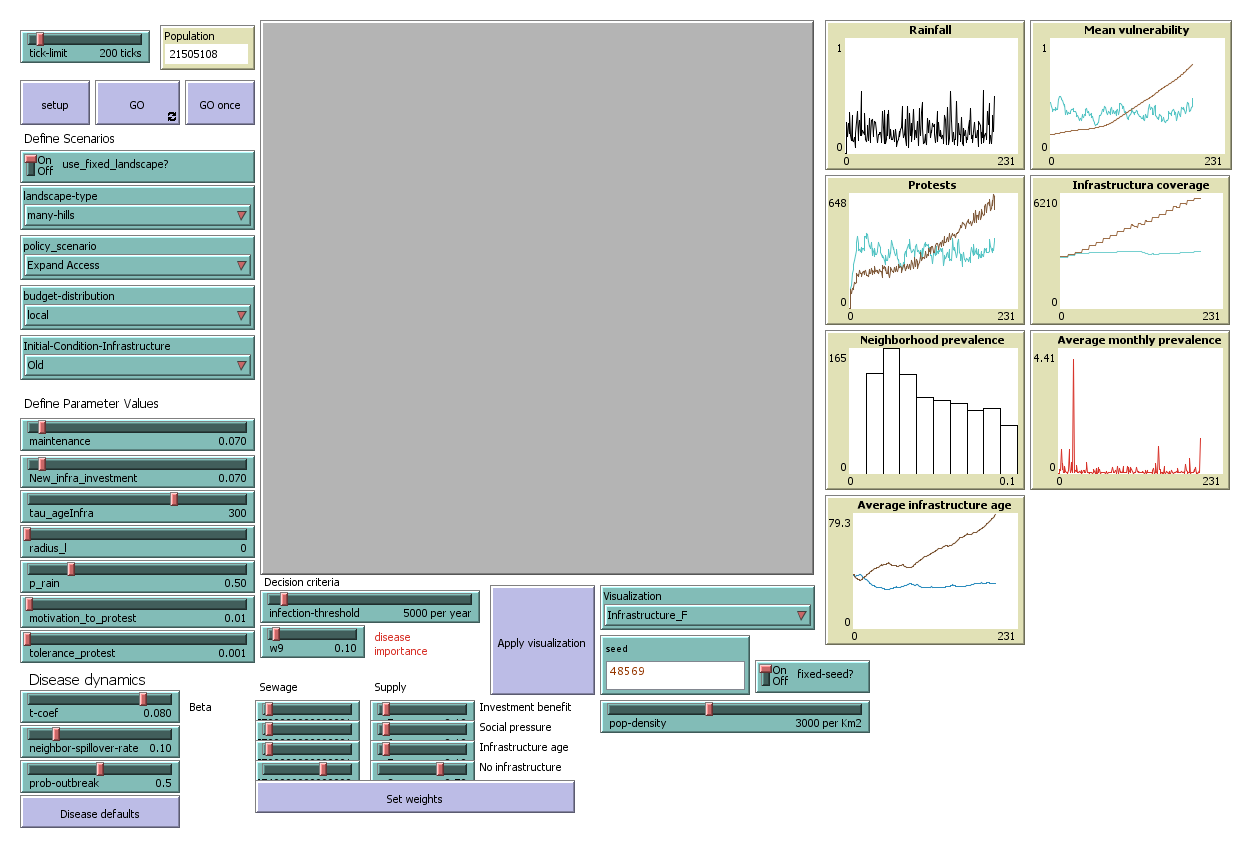 tick-limit 200 ticks
Population
21505108
setup
GO
GO once
Define Scenarios
On
Off
use_fixed_landscape?
landscape-type
many-hills
policy_scenario
Expand Access
budget-distribution
local
Initial-Condition-Infrastructure
Old
Define Parameter Values
maintenance 0.070
New_infra_investment 0.070
tau_ageInfra 300
radius_l 0
p_rain 0.50
motivation_to_protest 0.01
tolerance_protest 0.001
Disease dynamics
t-coef 0.080
Beta
neighbor-spillover-rate 0.10
prob-outbreak 0.5
Disease defaults
Decision criteria
infection-threshold 5000 per year
w9 0.10
disease
importance
Sewage
Supply
Investment benefit
Social pressure
Infrastructure age
No infrastructure
Set weights
Apply visualization
Visualization
Infrastructure_F
seed
48569
On
Off
fixed-seed?
pop-density 3000 per Km2
Rainfall
1
0
0 231
Mean vulnerability
1
0
0 231
Protests
648
0
0 231
Infrastructura coverage
6210
0
0 231
Neighborhood prevalence
165
0
0 0.1
Average monthly prevalence
4.41
0
0 231
Average infrastructure age
79.3
0
0 231